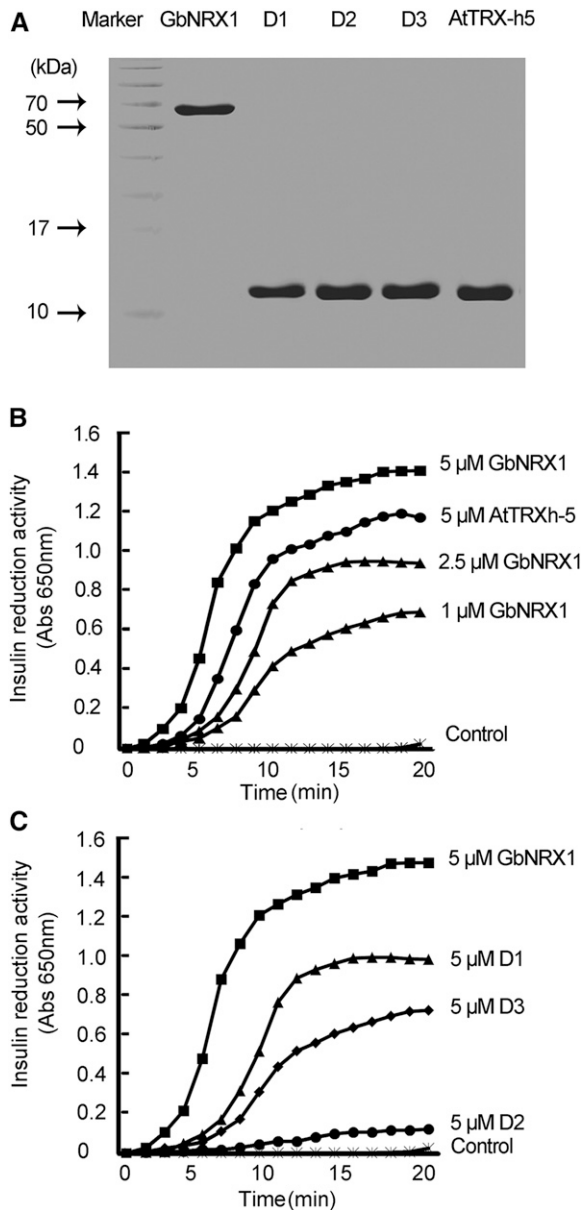 A
Marker GbNRX1 D1 D2 D3 AtTRX-h5
(kDa)
70
50
17
10
B
Insulin reduction activity
(Abs 650nm)
1.6
1.4
1.2
1.0
0.8
0.6
0.4
0.2
0
5 µM GbNRX1
5 µM AtTRXh-5
2.5 µM GbNRX1
1 µM GbNRX1
Control
0 5 10 15 20
Time (min)
C
Insulin reduction activity
(Abs 650nm)
1.6
1.4
1.2
1.0
0.8
0.6
0.4
0.2
0
5 µM GbNRX1
5 µM D1
5 µM D3
5 µM D2
Control
0 5 10 15 20
Time (min)